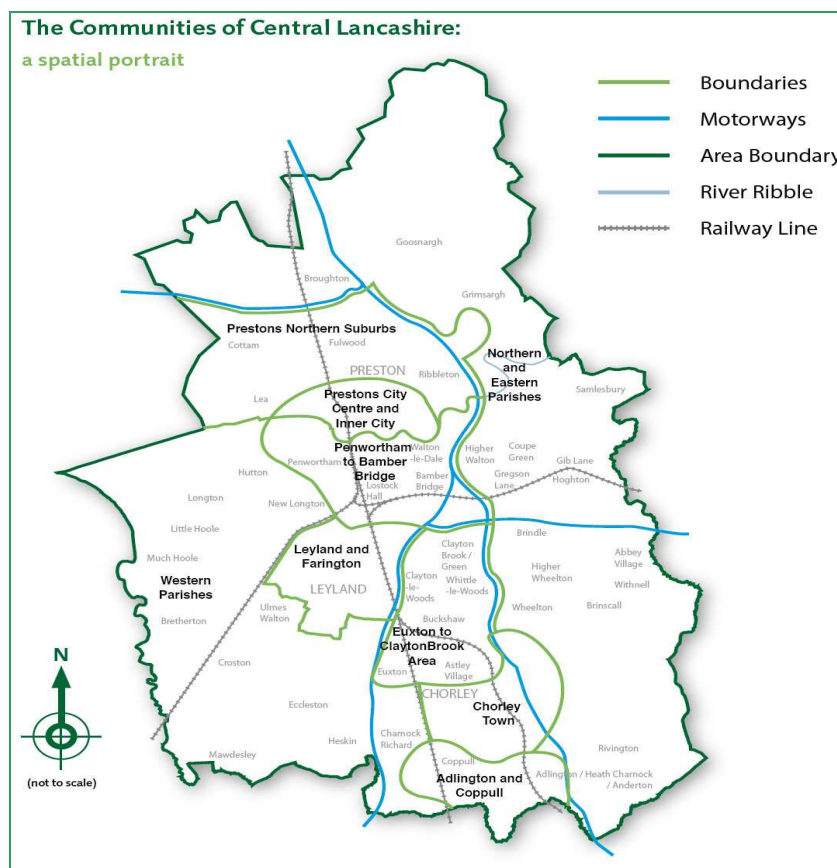 The Communities of Central Lancashire:
a spatial portrait
Boundaries
Motorways
Area Boundary
River Ribble
Railway Line
Goosnargh
Broughton
Grimsargh
Prestons Northern Suburbs
Cottam
Fulwood
Northern
and
Eastern
Parishes
PRESTON
Ribbleton
Samlesbury
Lea
Prestons City
Centre and
Inner City
Penwortham
to Bamber
Bridge
Walton
-le-Dale
Higher
Walton
Coupe
Green
Gib Lane
Hoghton
Penwortham
Hutton
Bamber
Bridge
Gregson
Lane
Lostock
Hall
Longton
New Longton
Little Hoole
Brindle
Much Hoole
Leyland and
Farington
Clayton
Brook /
Green
Abbey
Village
Western
Parishes
LEYLAND
Clayton
-le-
Woods
Whittle
-le-Woods
Higher
Wheelton
Withnell
Ulmes
Walton
Wheelton
Brinscall
Bretherton
Buckshaw
Euxton to
ClaytonBrook
Area
Croston
Euxton
Astley
Village
CHORLEY
Chorley
Town
Eccleston
Heskin
Charnock
Richard
Mawdesley
Rivington
Coppull
Adlington and
Coppull
Adlington / Heath Charnock
/ Anderton
N
(not to scale)